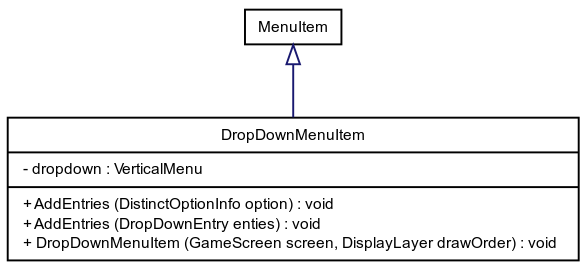 MenuItem
DropDownMenuItem
- dropdown : VerticalMenu
+ AddEntries (DistinctOptionInfo option) : void
+ AddEntries (DropDownEntry enties) : void
+ DropDownMenuItem (GameScreen screen, DisplayLayer drawOrder) : void